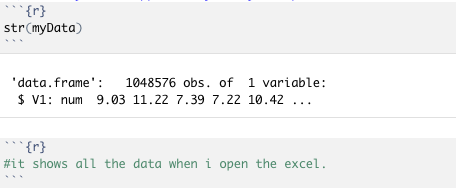 ```{r}
str(myData)
```
'data.frame':   1048576 obs. of  1 variable:
 $ V1: num  9.03 11.22 7.39 7.22 10.42 ...
```{r}
#it shows all the data when i open the excel.
```